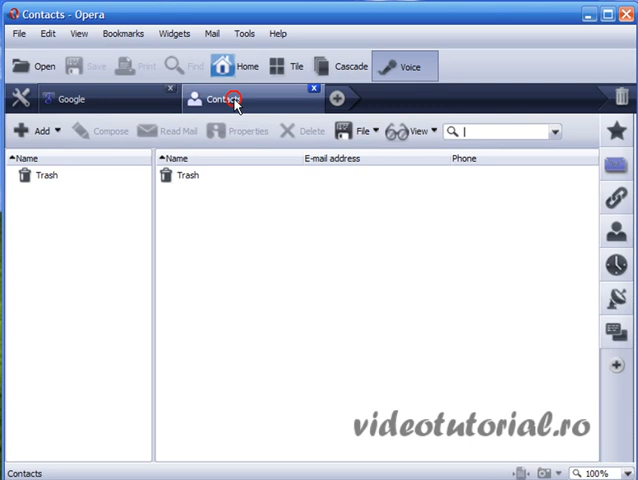 Contacts - Opera
File Edit View Bookmarks Widgets Mail Tools Help
Open Save Print Find Home Tile Cascade Voice
Google Contacts
Add Compose Read Mail Properties Delete File View
Name Name E-mail address Phone
Trash Trash
videotutorial.ro
Contacts 100%